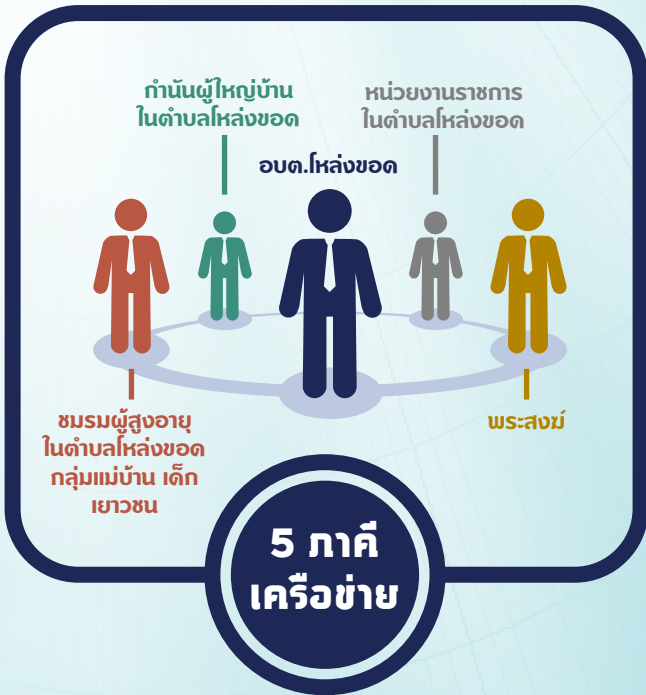 กำนันผู้ใหญ่บ้าน
ในตำบลโหล่งขอด
หน่วยงานราชการ
ในตำบลโหล่งขอด
อบต.โหล่งขอด
ชมรมผู้สูงอายุ
ในตำบลโหล่งขอด
กลุ่มแม่บ้าน เด็ก
เยาวชน
พระสงฆ์
5 ภาคี
เครือข่าย